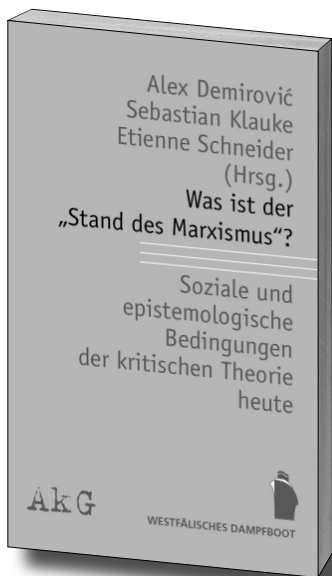 Alex Demirović
Sebastian Klauke
Etienne Schneider
(Hrsg.)
Was ist der
„Stand des Marxismus“?
Soziale und
epistemologische
Bedingungen
der kritischen Theorie
heute
AkG
WESTFÄLISCHES DAMPFBOOT